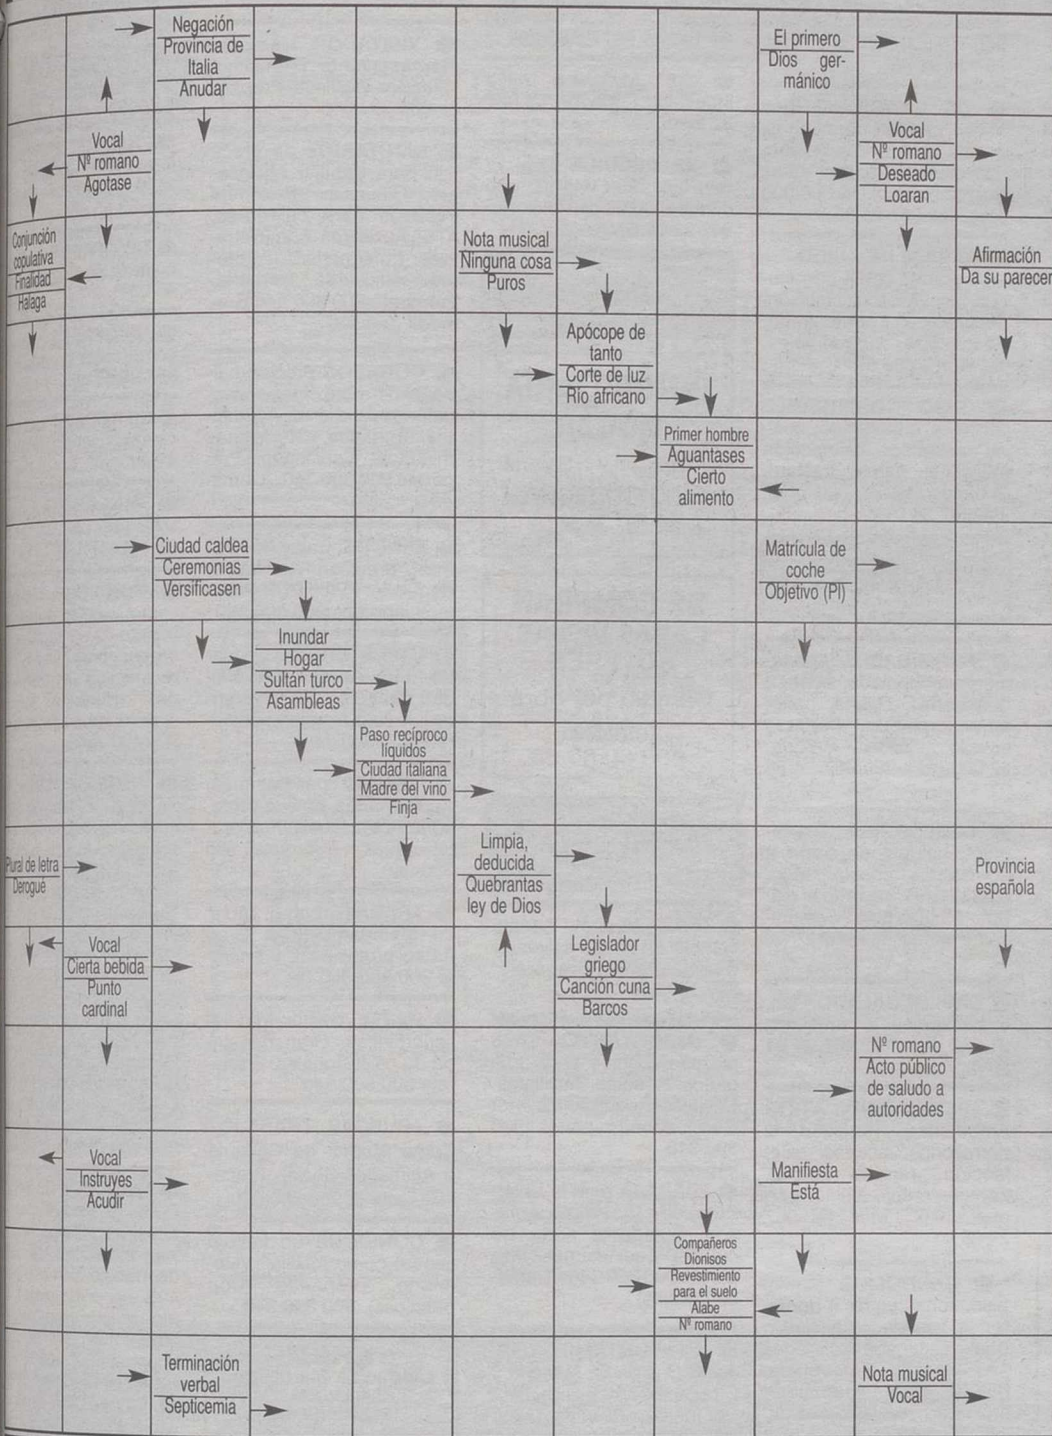 Negación
Provincia de
Italia
Anudar
El primero
Dios ger-
mánico
Vocal
Nº romano
Agotase
Vocal
Nº romano
Deseado
Loaran
Conjunción
copulativa
Finalidad
Halaga
Nota musical
Ninguna cosa
Puros
Afirmación
Da su parecer
Apócope de
tanto
Corte de luz
Río africano
Primer hombre
Aguantases
Cierto
alimento
Ciudad caldea
Ceremonias
Versificasen
Matrícula de
coche
Objetivo (Pl)
Inundar
Hogar
Sultán turco
Asambleas
Paso recíproco
líquidos
Ciudad italiana
Madre del vino
Finja
Plural de letra
Derogué
Limpia,
deducida
Quebrantas
ley de Dios
Provincia
española
Vocal
Cierta bebida
Punto
cardinal
Legislador
griego
Canción cuna
Barcos
Nº romano
Acto público
de saludo a
autoridades
Vocal
Instruyes
Acudir
Manifiesta
Está
Compañeros
Dionisos
Revestimiento
para el suelo
Alabe
Nº romano
Terminación
verbal
Septicemia
Nota musical
Vocal